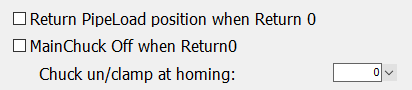 Return PipeLoad position when Return 0
MainChuck Off when Return0
Chuck un/clamp at homing: 0